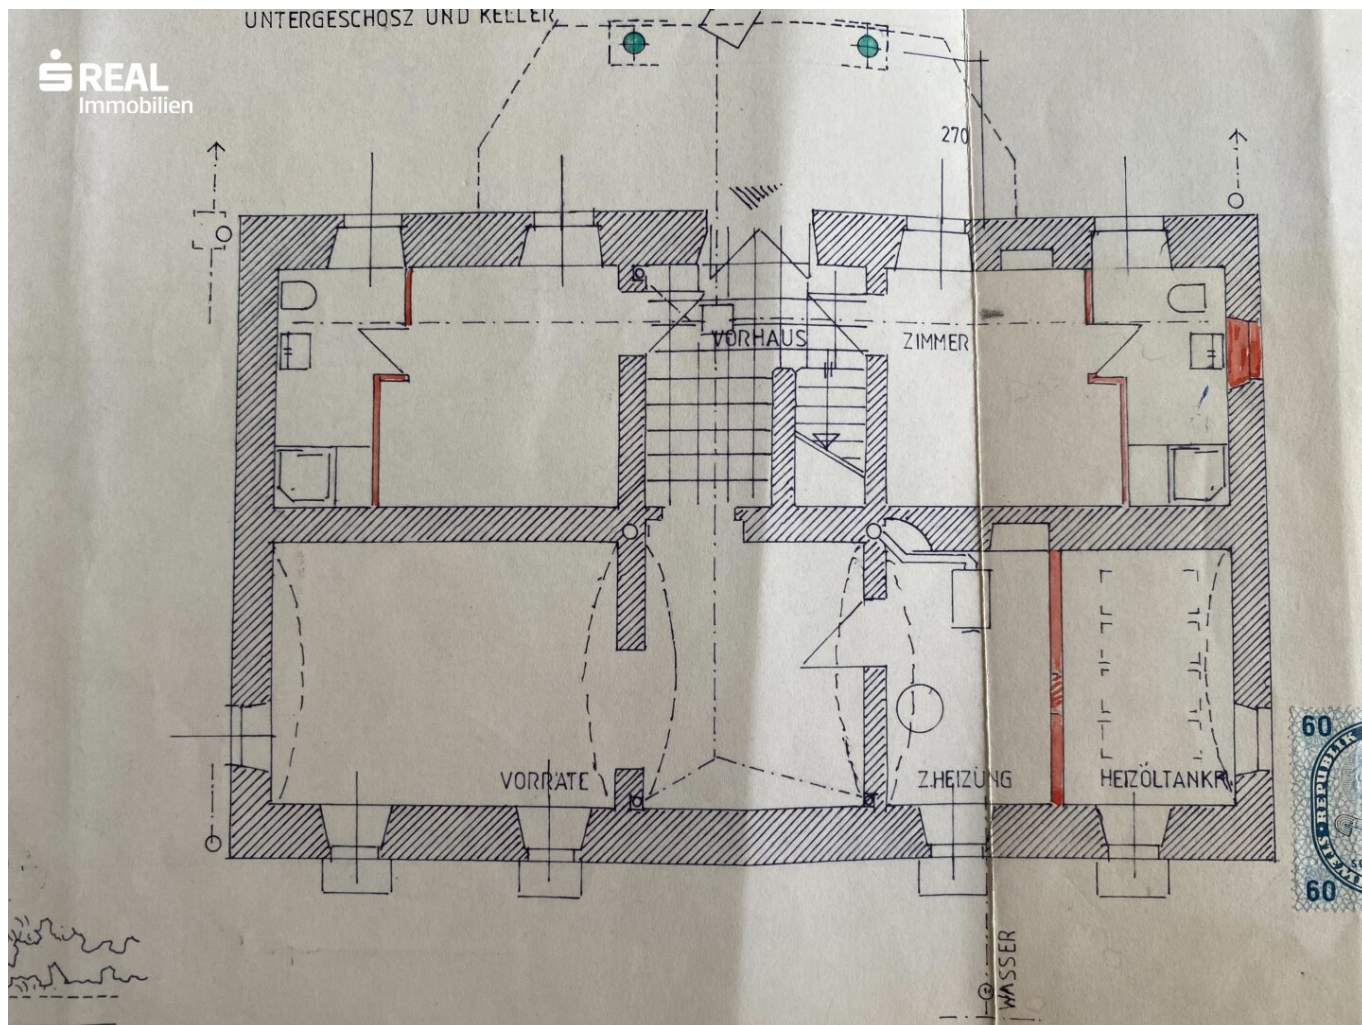 UNTERGESCHOSZ UND KELLER
S REAL
Immobilien
270
VORHAUS
ZIMMER
VORRÄTE
Z.HEIZUNG
HEIZÖLTANKR
WASSER
60
REPUBLIK
60